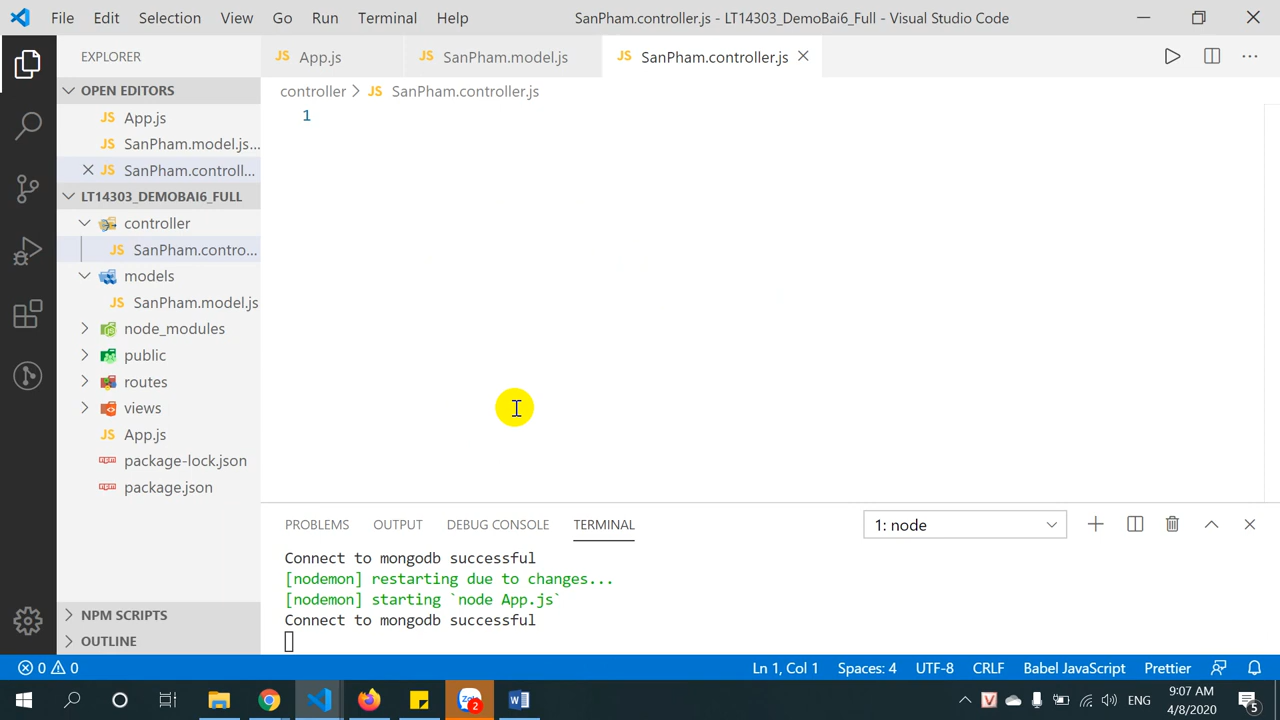 File Edit Selection View Go Run Terminal Help SanPham.controller.js - LT14303_DemoBai6_Full - Visual Studio Code
EXPLORER
JS App.js JS SanPham.model.js JS SanPham.controller.js
OPEN EDITORS
controller > JS SanPham.controller.js
JS App.js
JS SanPham.model.js...
JS SanPham.controll...
LT14303_DEMOBAI6_FULL
controller
JS SanPham.contro...
models
JS SanPham.model.js
node_modules
public
routes
views
JS App.js
package-lock.json
package.json
NPM SCRIPTS
OUTLINE
1
PROBLEMS OUTPUT DEBUG CONSOLE TERMINAL 1: node
Connect to mongodb successful
[nodemon] restarting due to changes...
[nodemon] starting `node App.js`
Connect to mongodb successful
0 0 Ln 1, Col 1 Spaces: 4 UTF-8 CRLF Babel JavaScript Prettier
2 ENG 9:07 AM
4/8/2020 5